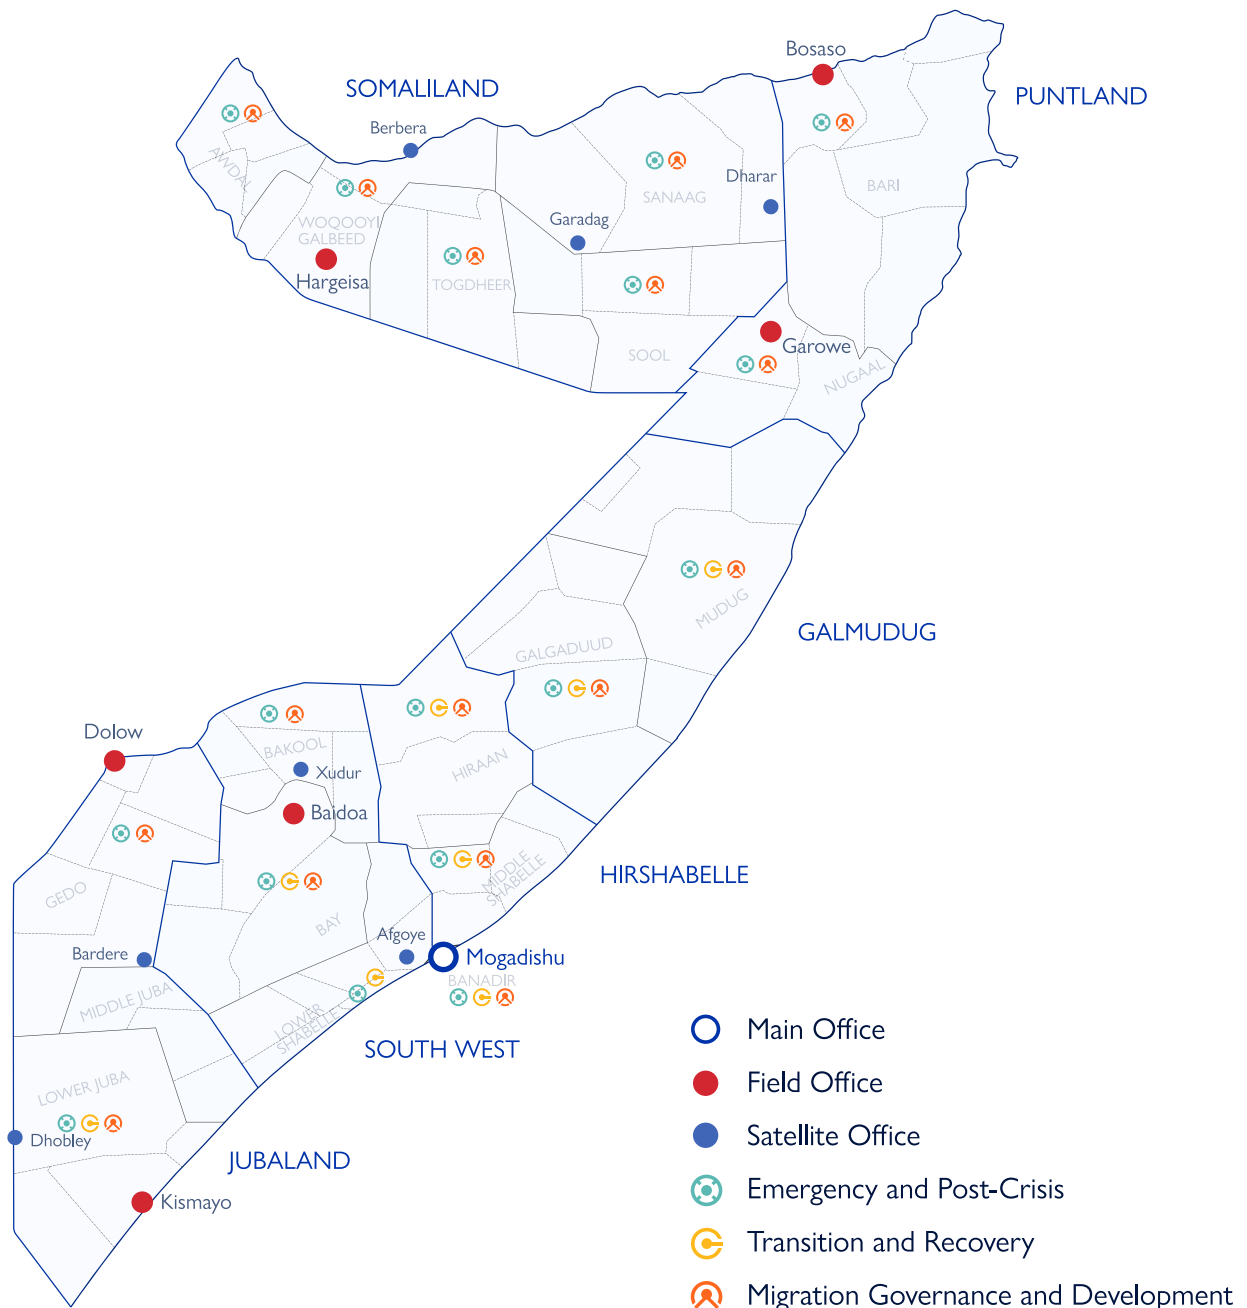 Bosaso
SOMALILAND
PUNTLAND
Berbera
AWDAL
Dharar
SANAAG
BARI
WOQOOYI
GALBEED
Garadag
Hargeisa
TOGDHEER
SOOL
Garowe
NUGAAL
MUDUG
GALMUDUG
GALGADUUD
Dolow
BAKOOL
Xudur
HIRAAN
Baidoa
MIDDLE
SHABELLE
HIRSHABELLE
GEDO
BAY
Afgoye
Bardere
Mogadishu
BANADIR
MIDDLE JUBA
LOWER
SHABELLE
SOUTH WEST
LOWER JUBA
Dhobley
JUBALAND
Kismayo
Main Office
Field Office
Satellite Office
Emergency and Post-Crisis
Transition and Recovery
Migration Governance and Development